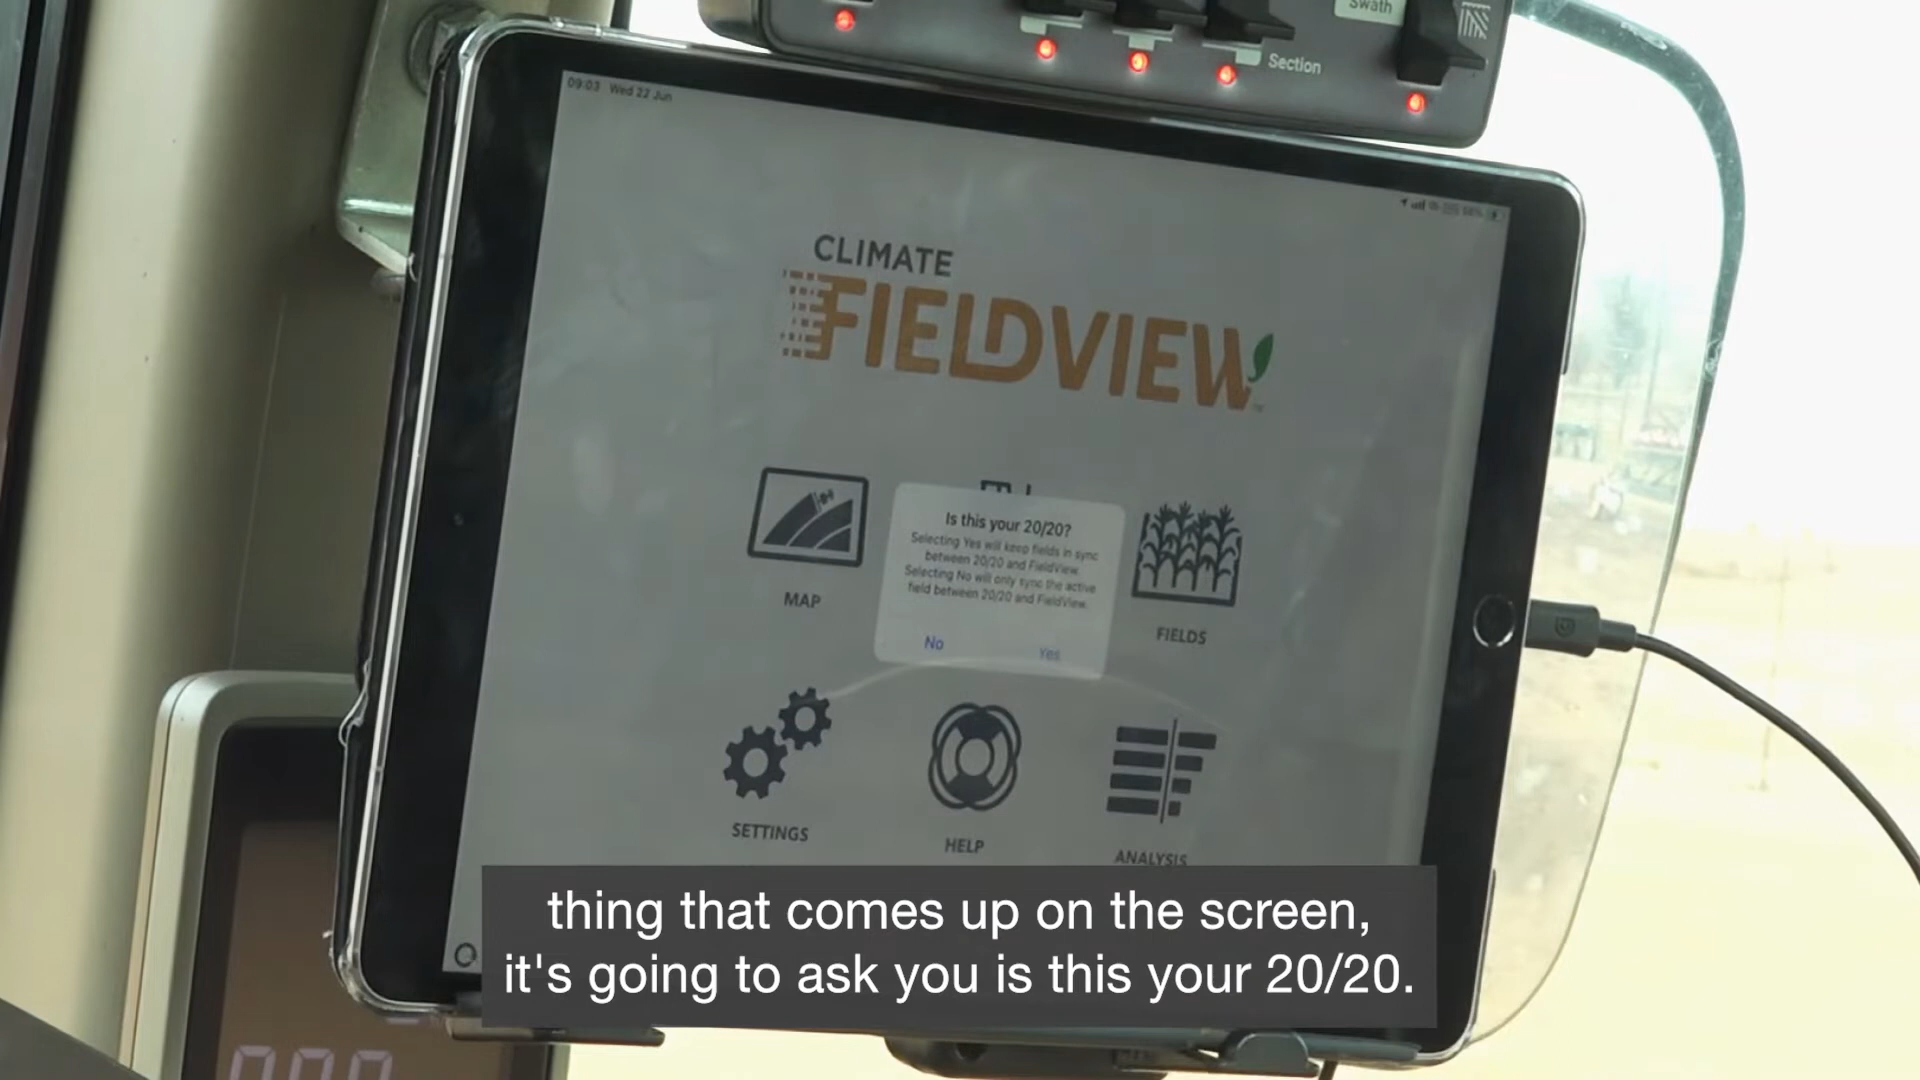 Swath
Section
09:03 Wed 22 Jun
CLIMATE
FIELDVIEW
Is this your 20/20?
Selecting Yes will keep fields in sync
between 20/20 and FieldView.
Selecting No will only sync the active
field between 20/20 and FieldView.
No
Yes
MAP
FIELDS
SETTINGS
HELP
ANALYSIS
thing that comes up on the screen,
it's going to ask you is this your 20/20.